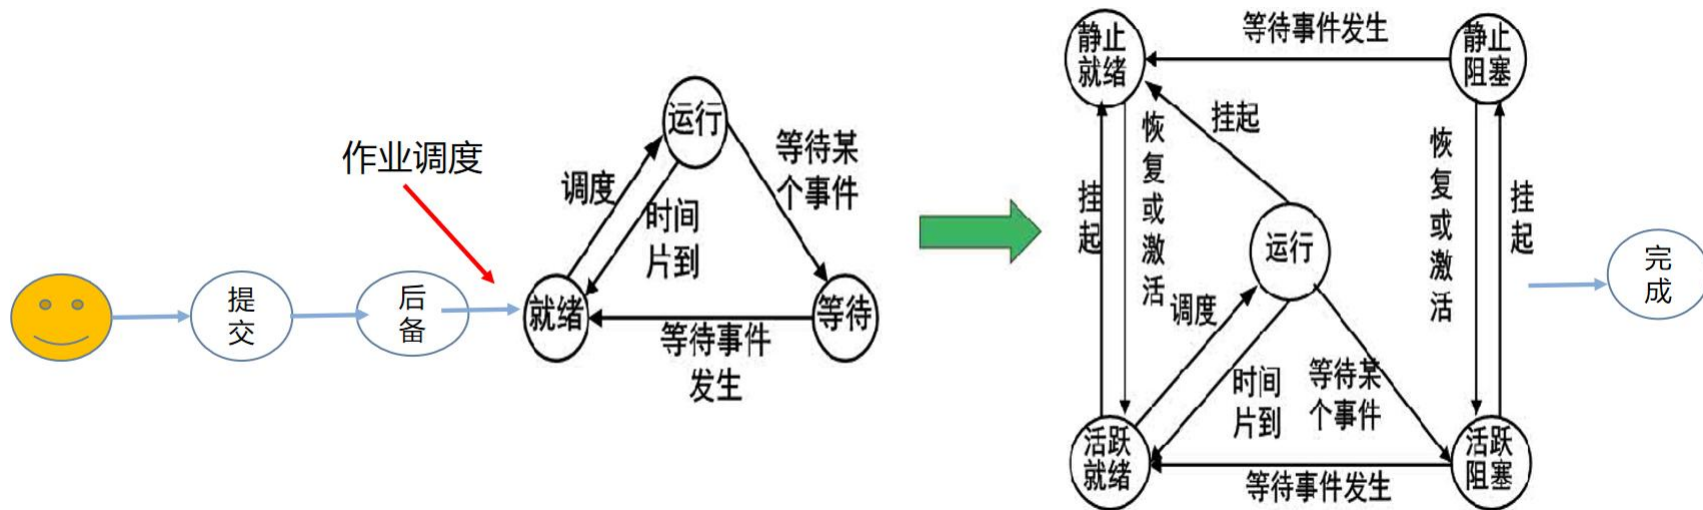 作业调度
提
交
后
备
就绪
运行
等待
调度
时间
片到
等待某
个事件
等待事件
发生
静止
就绪
等待事件发生
静止
阻塞
挂起
挂
起
恢
复
或
激
活
运行
恢
复
或
激
活
挂
起
调度
时间
片到
等待某
个事件
活跃
就绪
等待事件发生
活跃
阻塞
完
成